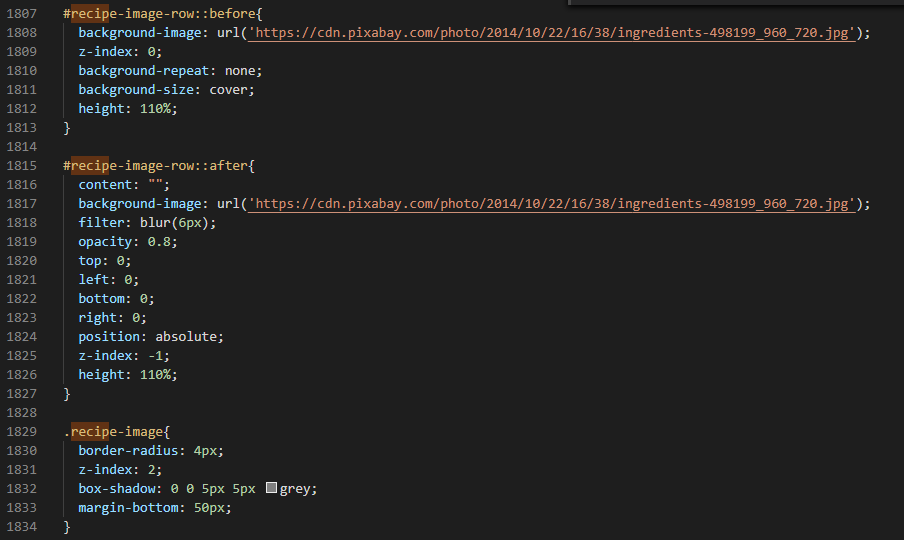 1807 #recipe-image-row::before{
1808   background-image: url('https://cdn.pixabay.com/photo/2014/10/22/16/38/ingredients-498199_960_720.jpg');
1809   z-index: 0;
1810   background-repeat: none;
1811   background-size: cover;
1812   height: 110%;
1813 }
1814
1815 #recipe-image-row::after{
1816   content: "";
1817   background-image: url('https://cdn.pixabay.com/photo/2014/10/22/16/38/ingredients-498199_960_720.jpg');
1818   filter: blur(6px);
1819   opacity: 0.8;
1820   top: 0;
1821   left: 0;
1822   bottom: 0;
1823   right: 0;
1824   position: absolute;
1825   z-index: -1;
1826   height: 110%;
1827 }
1828
1829 .recipe-image{
1830   border-radius: 4px;
1831   z-index: 2;
1832   box-shadow: 0 0 5px 5px grey;
1833   margin-bottom: 50px;
1834 }